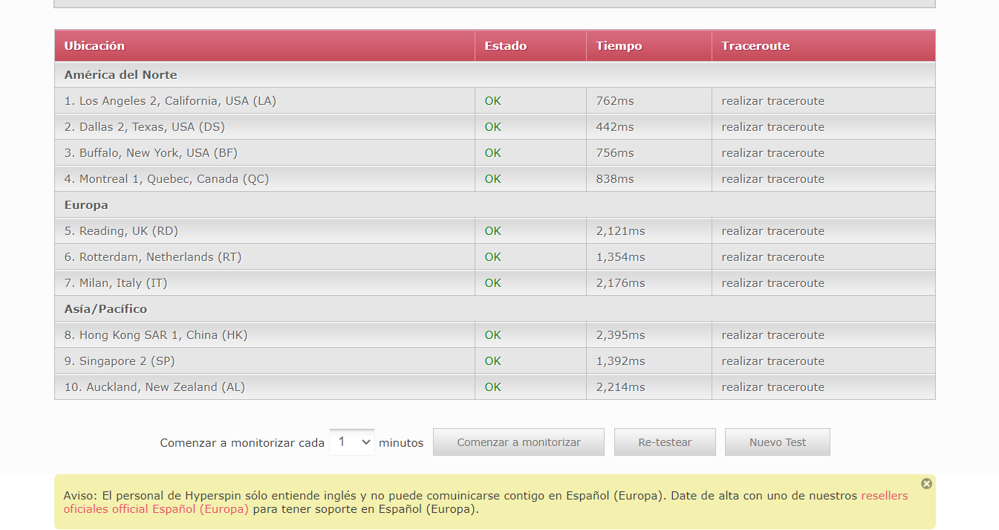 Ubicación Estado Tiempo Traceroute
América del Norte
1. Los Angeles 2, California, USA (LA) OK 762ms realizar traceroute
2. Dallas 2, Texas, USA (DS) OK 442ms realizar traceroute
3. Buffalo, New York, USA (BF) OK 756ms realizar traceroute
4. Montreal 1, Quebec, Canada (QC) OK 838ms realizar traceroute
Europa
5. Reading, UK (RD) OK 2,121ms realizar traceroute
6. Rotterdam, Netherlands (RT) OK 1,354ms realizar traceroute
7. Milan, Italy (IT) OK 2,176ms realizar traceroute
Asía/Pacífico
8. Hong Kong SAR 1, China (HK) OK 2,395ms realizar traceroute
9. Singapore 2 (SP) OK 1,392ms realizar traceroute
10. Auckland, New Zealand (AL) OK 2,214ms realizar traceroute
Comenzar a monitorizar cada 1 minutos Comenzar a monitorizar Re-testear Nuevo Test
Aviso: El personal de Hyperspin sólo entiende inglés y no puede comuinicarse contigo en Español (Europa). Date de alta con uno de nuestros resellers
oficiales official Español (Europa) para tener soporte en Español (Europa).